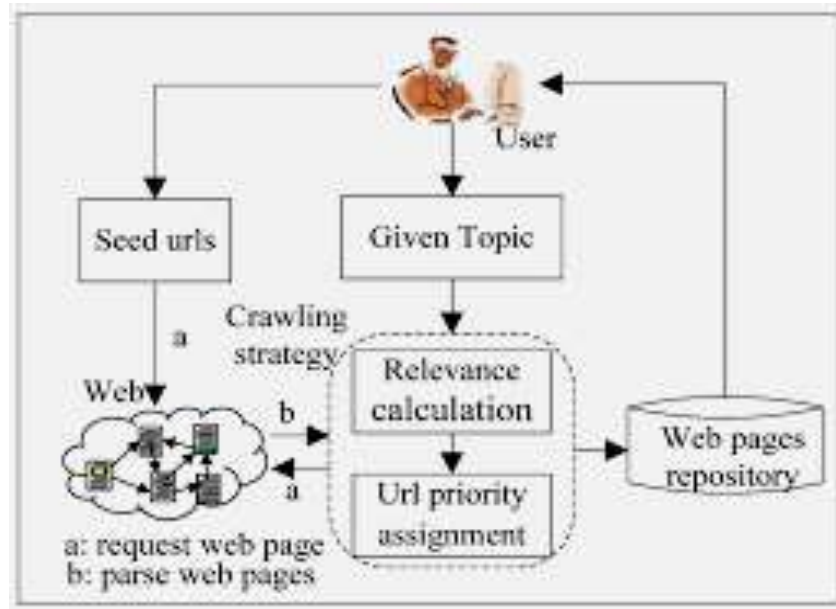 User
Seed urls
Given Topic
a
Crawling
strategy
Web
b
a
Relevance
calculation
Url priority
assignment
Web pages
repository
a: request web page
b: parse web pages